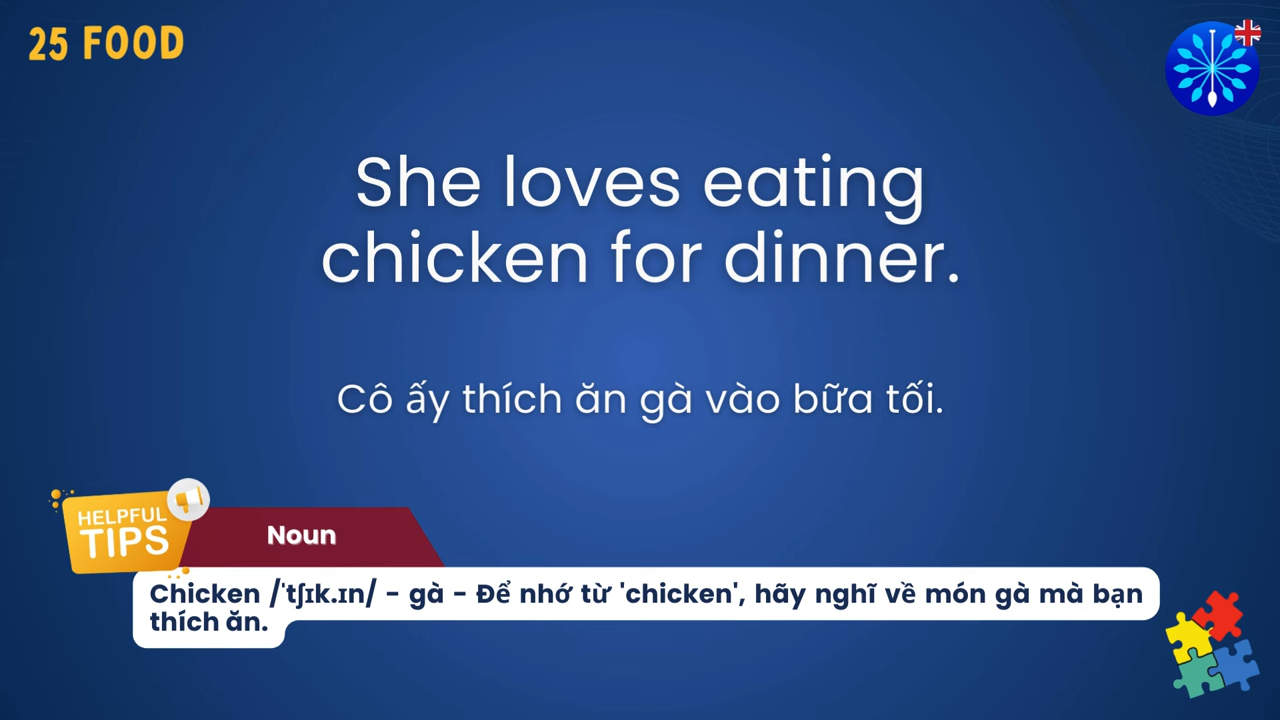 25 FOOD
She loves eating
chicken for dinner.
Cô ấy thích ăn gà vào bữa tối.
HELPFUL
TIPS
Noun
Chicken /ˈtʃɪk.ɪn/ - gà - Để nhớ từ 'chicken', hãy nghĩ về món gà mà bạn
thích ăn.